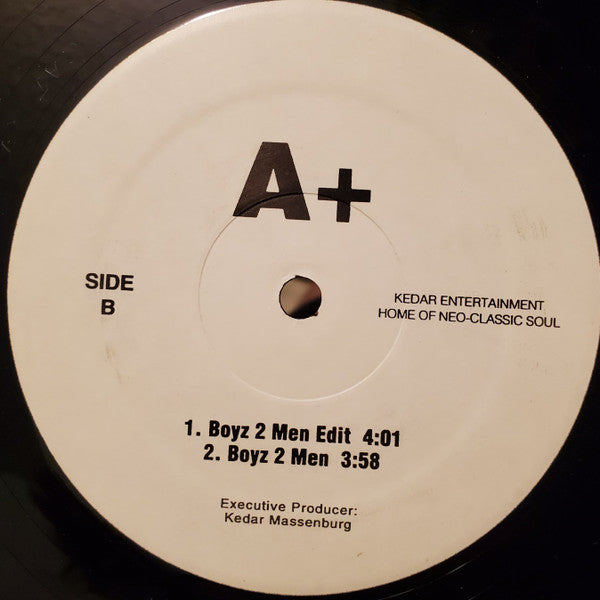 A+
SIDE
B
KEDAR ENTERTAINMENT
HOME OF NEO-CLASSIC SOUL
1. Boyz 2 Men Edit 4:01
2. Boyz 2 Men 3:58
Executive Producer:
Kedar Massenburg